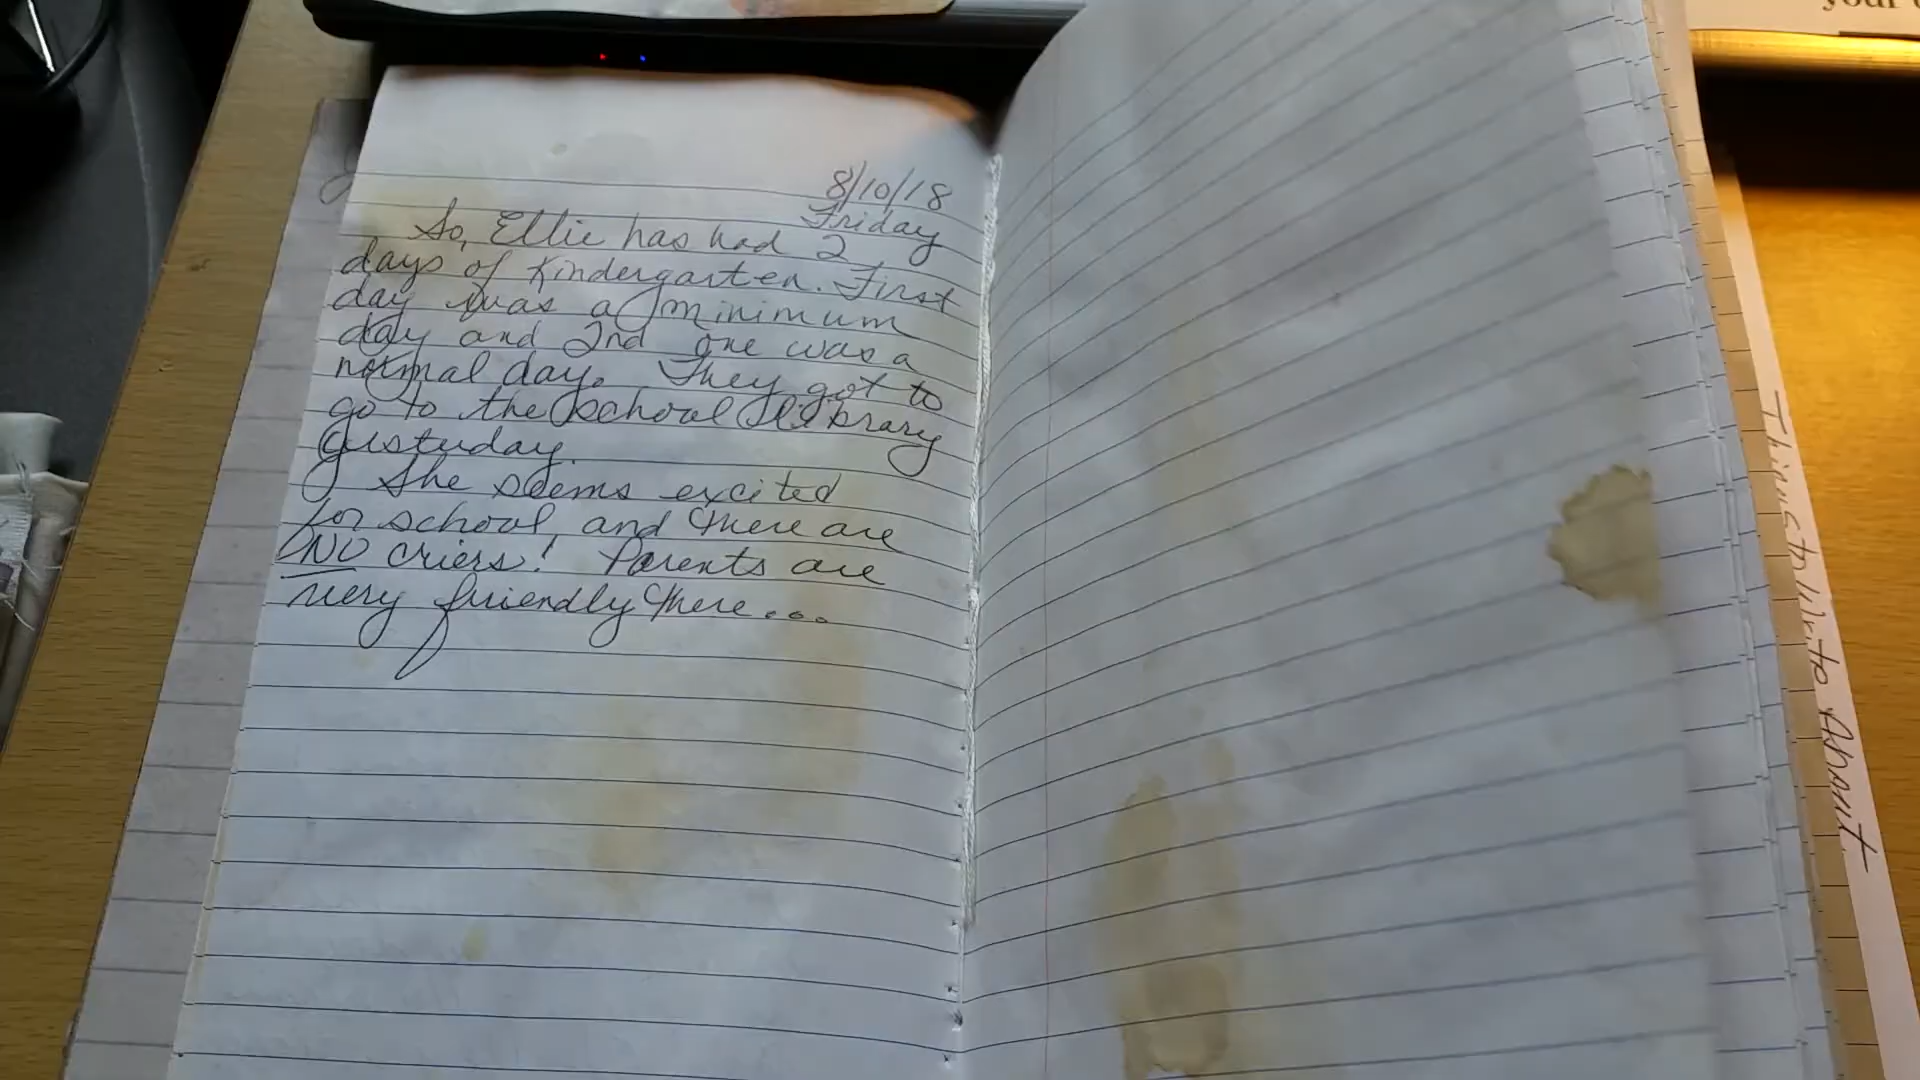 8/10/18
Friday
So, Ellie has had 2
days of Kindergarten. First
day was a minimum
day and 2nd one was a
normal day. They got to
go to the school library
yesterday.
She seems excited
for school, and there are
NO criers! Parents are
very friendly there...
Things to Write About
your